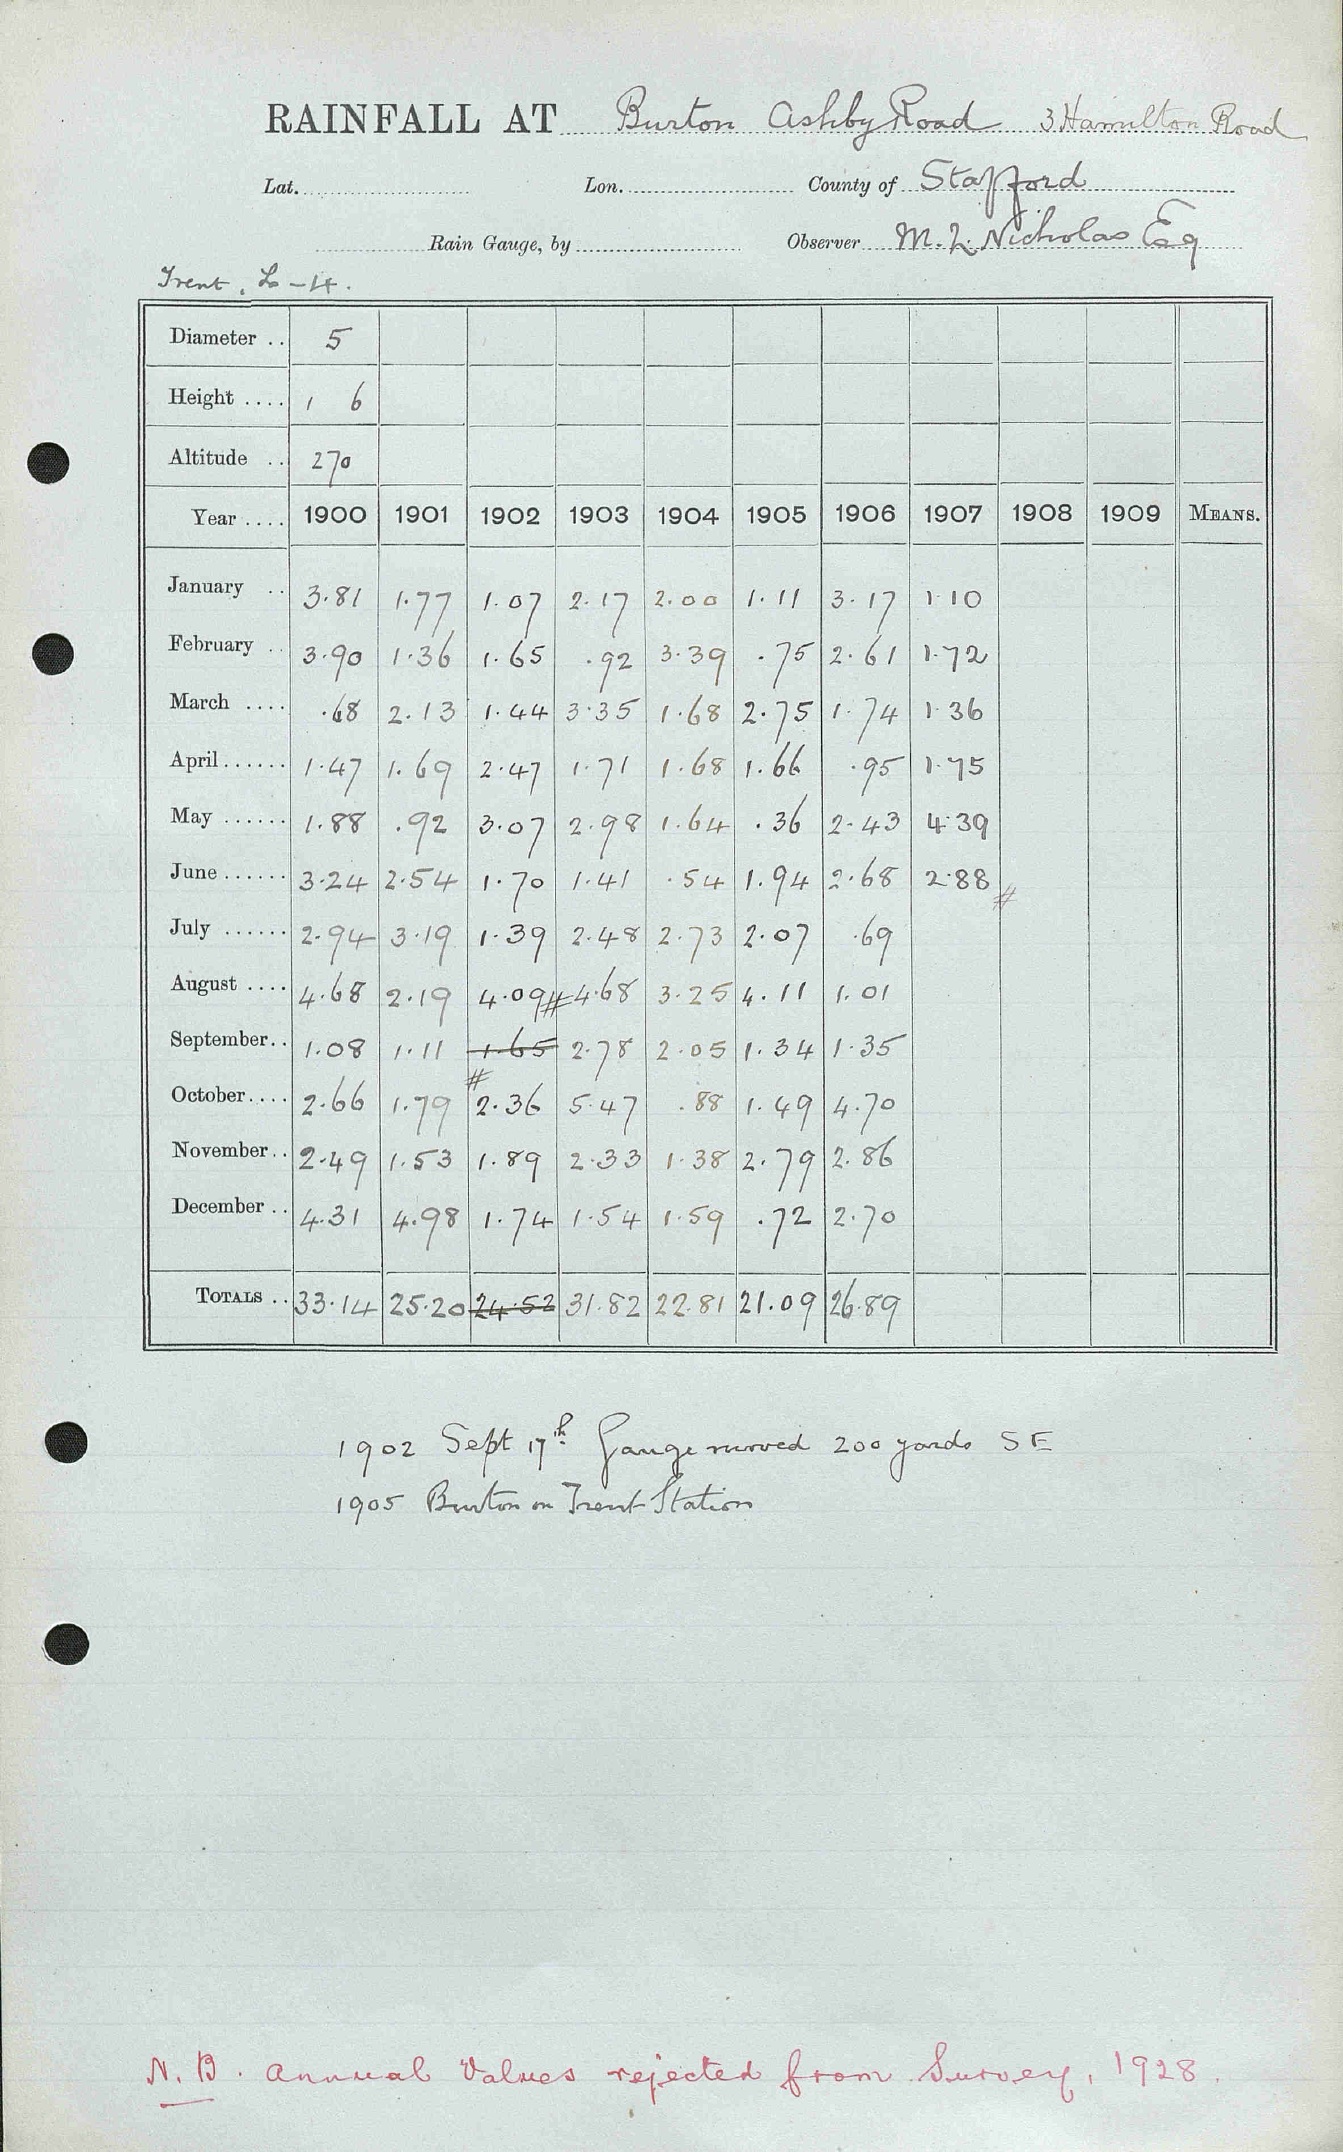 RAINFALL AT Burton Ashby Road 3 Hamilton Road
Lat. Lon. County of Stafford
Rain Gauge, by Observer M. L. Nicholas Esq
Trent. L - 4.
Diameter .. 5
Height .... 1 6
Altitude .. 270
Year .... 1900 1901 1902 1903 1904 1905 1906 1907 1908 1909 MEANS.
January .. 3.81 1.77 1.07 2.17 2.00 1.11 3.17 1.10
February .. 3.90 1.36 1.65 .92 3.39 .75 2.61 1.72
March .... .68 2.13 1.44 3.35 1.68 2.75 1.74 1.36
April...... 1.47 1.69 2.47 1.71 1.68 1.66 .95 1.75
May ...... 1.88 .92 3.07 2.98 1.64 .36 2.43 4.39
June...... 3.24 2.54 1.70 1.41 .54 1.94 2.68 2.88 #
July ...... 2.94 3.19 1.39 2.48 2.73 2.07 .69
August .... 4.68 2.19 4.09 # 4.68 3.25 4.11 1.01
September.. 1.08 1.11 1.65 2.78 2.05 1.34 1.35
October.... 2.66 1.79 # 2.36 5.47 .88 1.49 4.70
November.. 2.49 1.53 1.89 2.33 1.38 2.79 2.86
December .. 4.31 4.98 1.74 1.54 1.59 .72 2.70
TOTALS .. 33.14 25.20 24.52 31.82 22.81 21.09 26.89
1902 Sept 17th Gauge moved 200 yards SE
1905 Burton on Trent Station
N.B. Annual Values rejected from Survey, 1928.